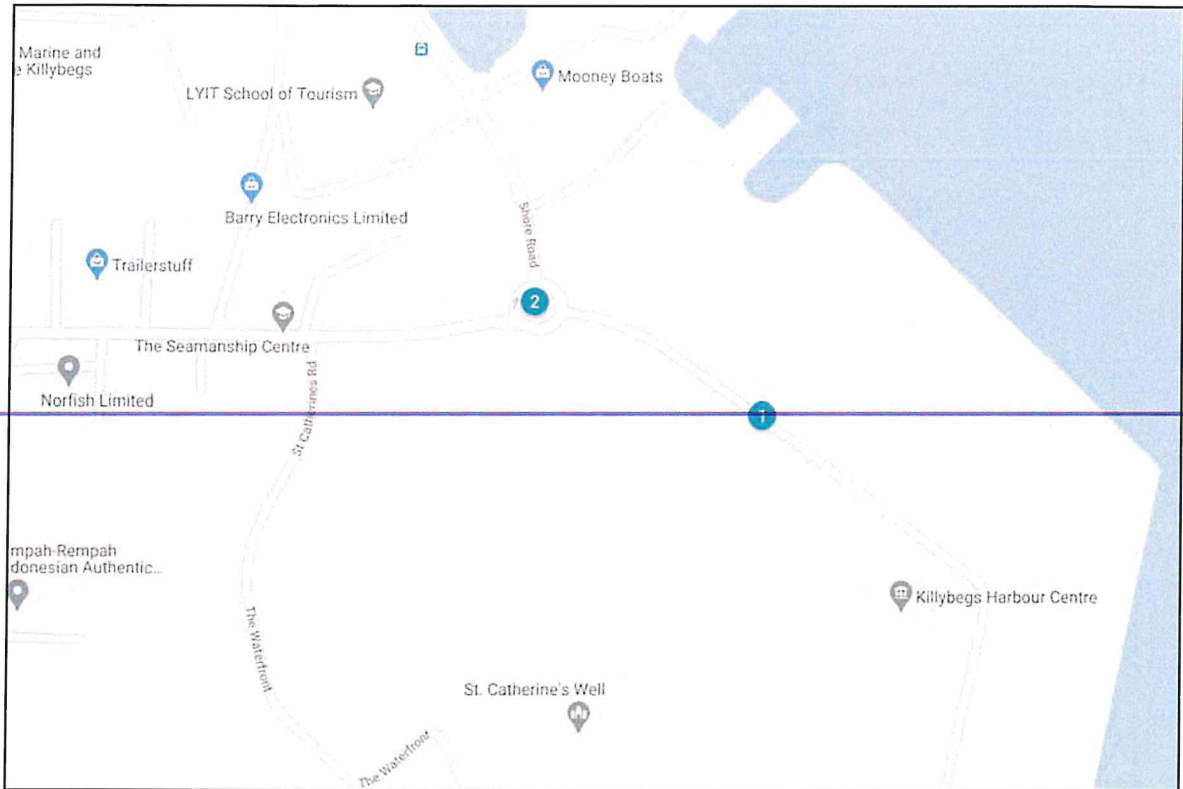 Marine and
e Killybegs
LYIT School of Tourism
Mooney Boats
Barry Electronics Limited
Shore Road
Trailerstuff
2
The Seamanship Centre
Norfish Limited
St Catherines Rd
1
mpah-Rempah
donesian Authentic...
Killybegs Harbour Centre
The Waterfront
St. Catherine's Well
The Waterfront